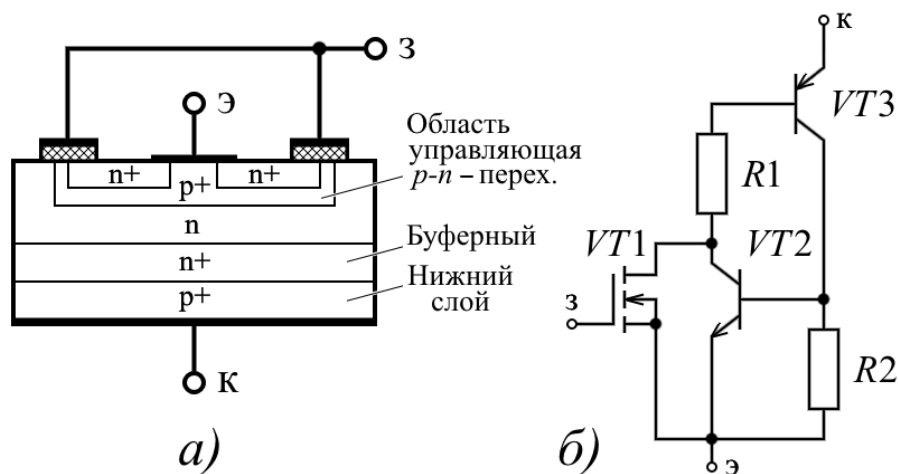 З
Э
Область
управляющая
p-n – перех.
n+
n+
p+
n
Буферный
n+
Нижний
слой
p+
К
а)
К
VT3
R1
VT1
VT2
З
R2
Э
б)